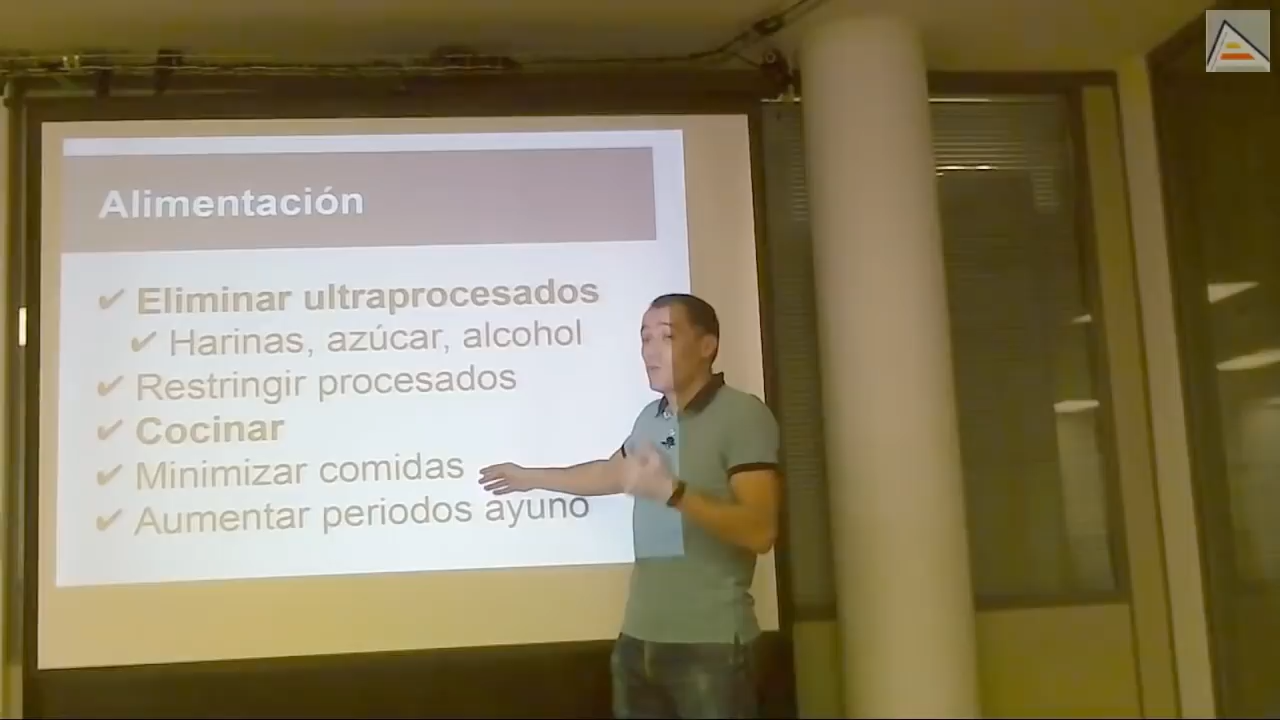 Alimentación
✔ Eliminar ultraprocesados
✔ Harinas, azúcar, alcohol
✔ Restringir procesados
✔ Cocinar
✔ Minimizar comidas
✔ Aumentar periodos ayuno